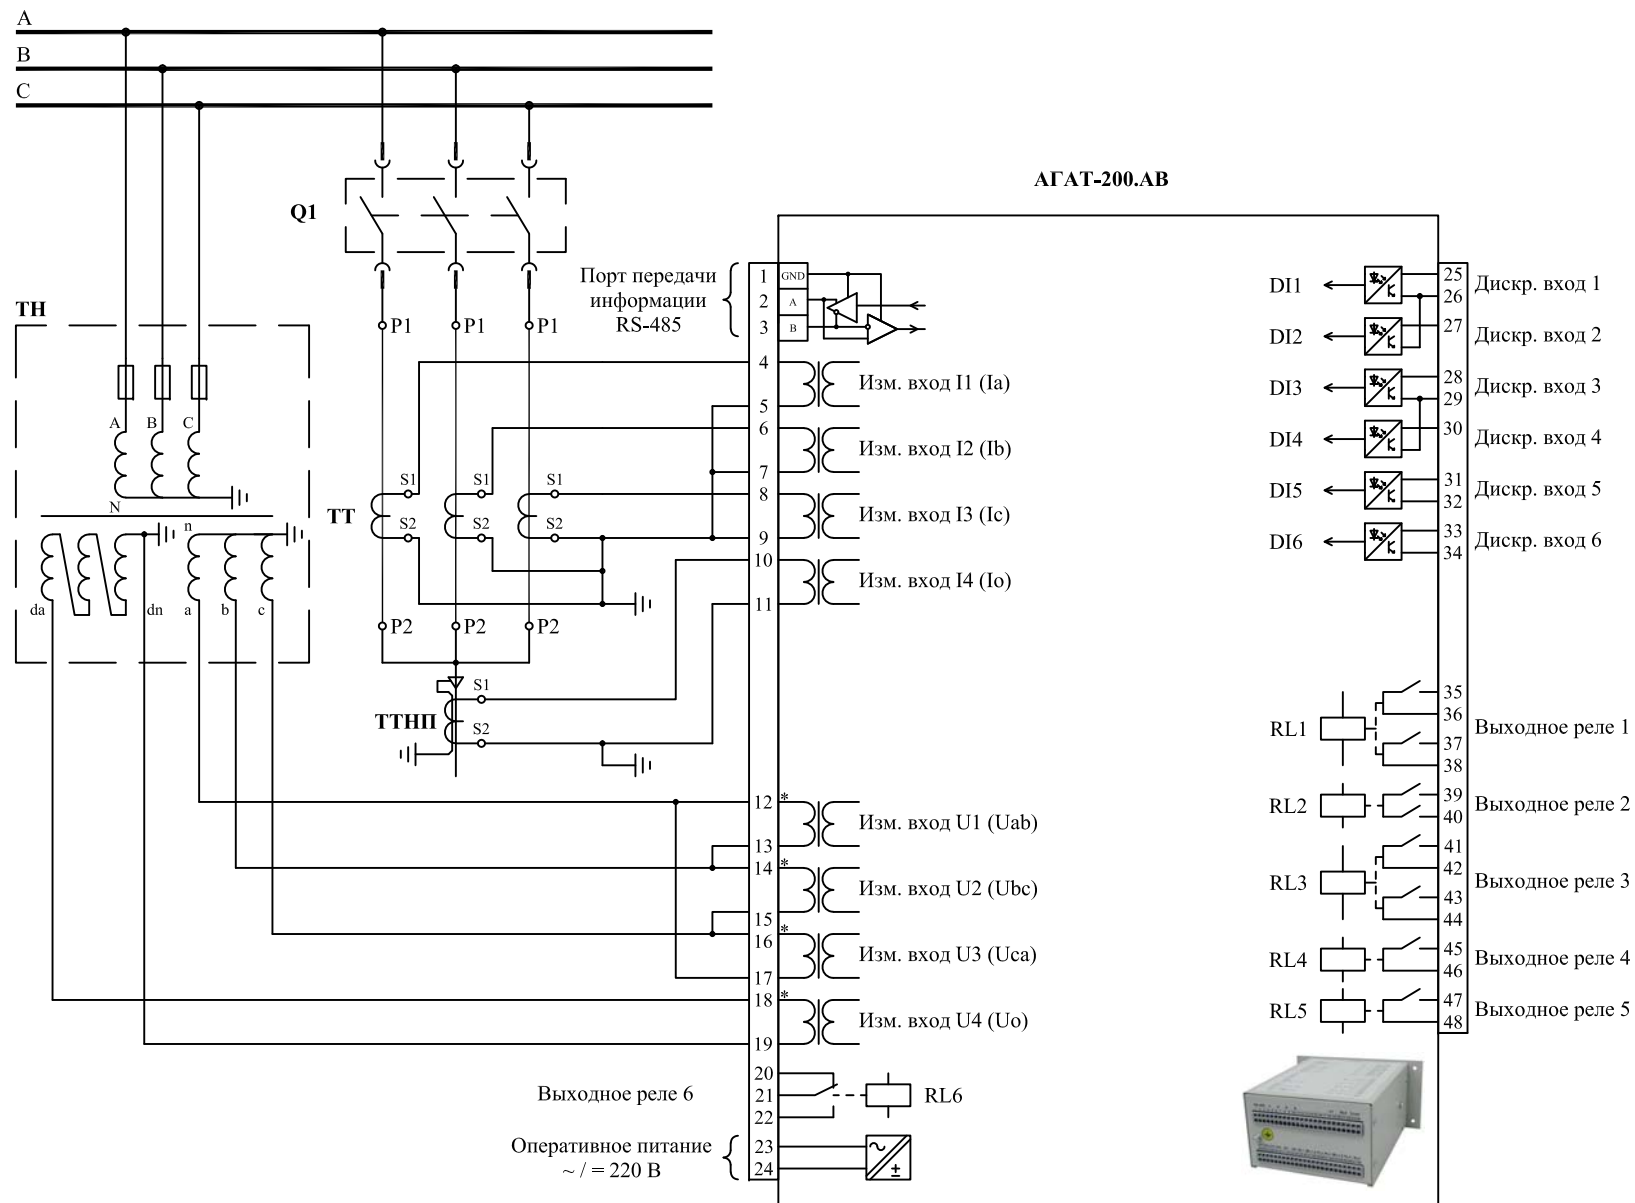 A
B
C
АГАТ-200.АВ
Q1
ТН
Порт передачи
информации
RS-485
1
2
3
GND
A
B
P1
P1
P1
A
B
C
N
n
da
dn
a
b
c
ТТ
S1
S2
S1
S2
S1
S2
P2
P2
P2
ТТНП
S1
S2
4
5
Изм. вход I1 (Ia)
6
7
Изм. вход I2 (Ib)
8
9
Изм. вход I3 (Ic)
10
11
Изм. вход I4 (Io)
12 *
13
Изм. вход U1 (Uab)
14 *
15
Изм. вход U2 (Ubc)
16 *
17
Изм. вход U3 (Uca)
18 *
19
Изм. вход U4 (Uo)
Выходное реле 6
20
21
22
RL6
Оперативное питание
~ / = 220 В
23
24
~
±
DI1
25
26
Дискр. вход 1
DI2
27
Дискр. вход 2
DI3
28
29
Дискр. вход 3
DI4
30
Дискр. вход 4
DI5
31
32
Дискр. вход 5
DI6
33
34
Дискр. вход 6
RL1
35
36
37
38
Выходное реле 1
RL2
39
40
Выходное реле 2
RL3
41
42
43
44
Выходное реле 3
RL4
45
46
Выходное реле 4
RL5
47
48
Выходное реле 5